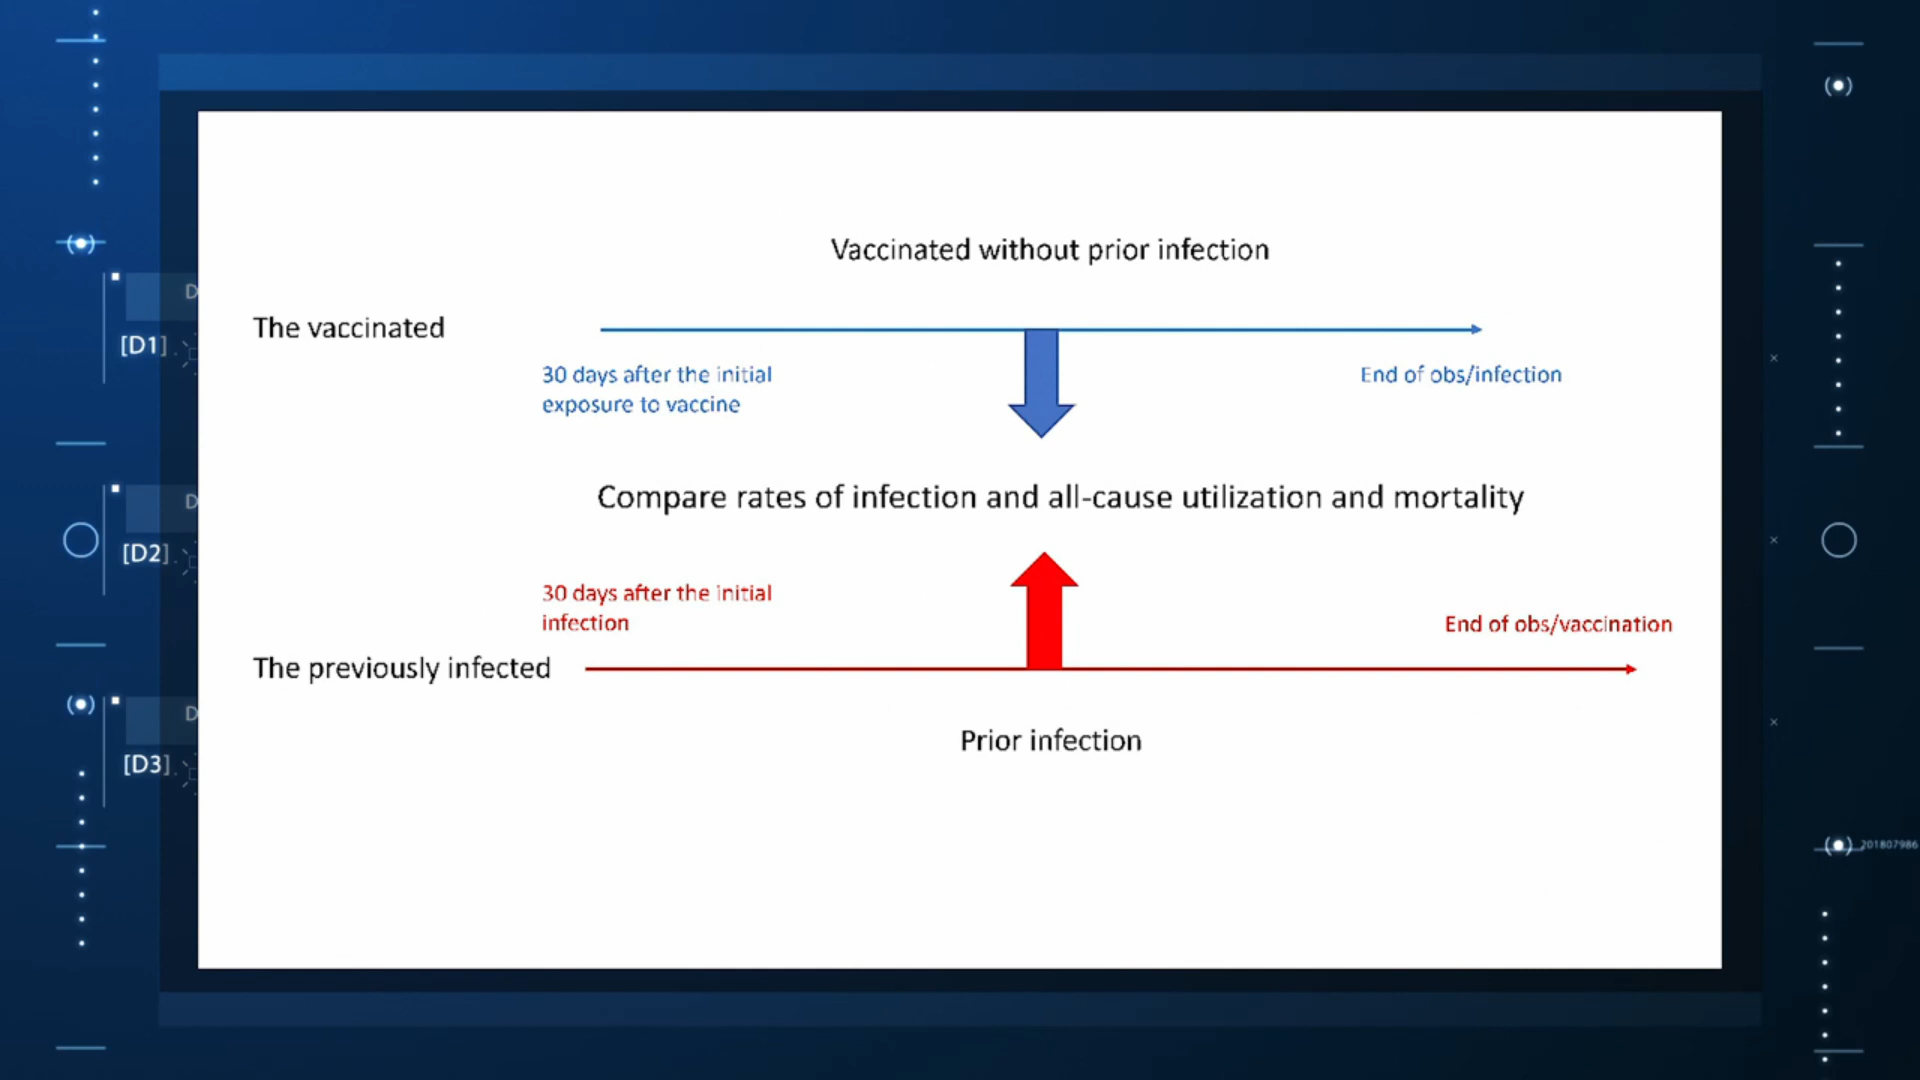 Vaccinated without prior infection
The vaccinated
30 days after the initial
exposure to vaccine
End of obs/infection
Compare rates of infection and all-cause utilization and mortality
30 days after the initial
infection
End of obs/vaccination
The previously infected
Prior infection
D
[D1]
D
[D2]
D
[D3]
201807986